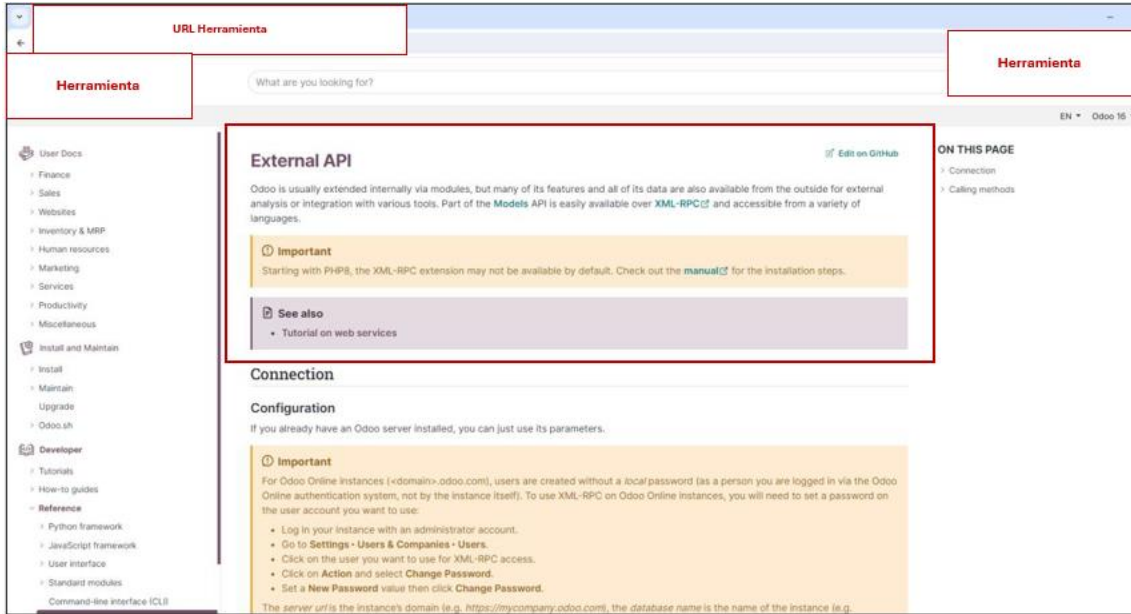 URL Herramienta
Herramienta
Herramienta
What are you looking for?
EN
Odoo 16
User Docs
Finance
Sales
Websites
Inventory & MRP
Human resources
Marketing
Services
Productivity
Miscellaneous
Install and Maintain
Install
Maintain
Upgrade
Odoo.sh
Developer
Tutorials
How-to guides
Reference
Python framework
JavaScript framework
User interface
Standard modules
Command-line interface (CLI)
External API
Edit on GitHub
Odoo is usually extended internally via modules, but many of its features and all of its data are also available from the outside for external
analysis or integration with various tools. Part of the Models API is easily available over XML-RPC and accessible from a variety of
languages.
Important
Starting with PHP8, the XML-RPC extension may not be available by default. Check out the manual for the installation steps.
See also
• Tutorial on web services
Connection
Configuration
If you already have an Odoo server installed, you can just use its parameters.
Important
For Odoo Online instances (<domain>.odoo.com), users are created without a local password (as a person you are logged in via the Odoo
Online authentication system, not by the instance itself). To use XML-RPC on Odoo Online instances, you will need to set a password on
the user account you want to use:
• Log in your instance with an administrator account.
• Go to Settings • Users & Companies • Users.
• Click on the user you want to use for XML-RPC access.
• Click on Action and select Change Password.
• Set a New Password value then click Change Password.
The server url is the instance's domain (e.g. https://mycompany.odoo.com), the database name is the name of the instance (e.g.
ON THIS PAGE
Connection
Calling methods